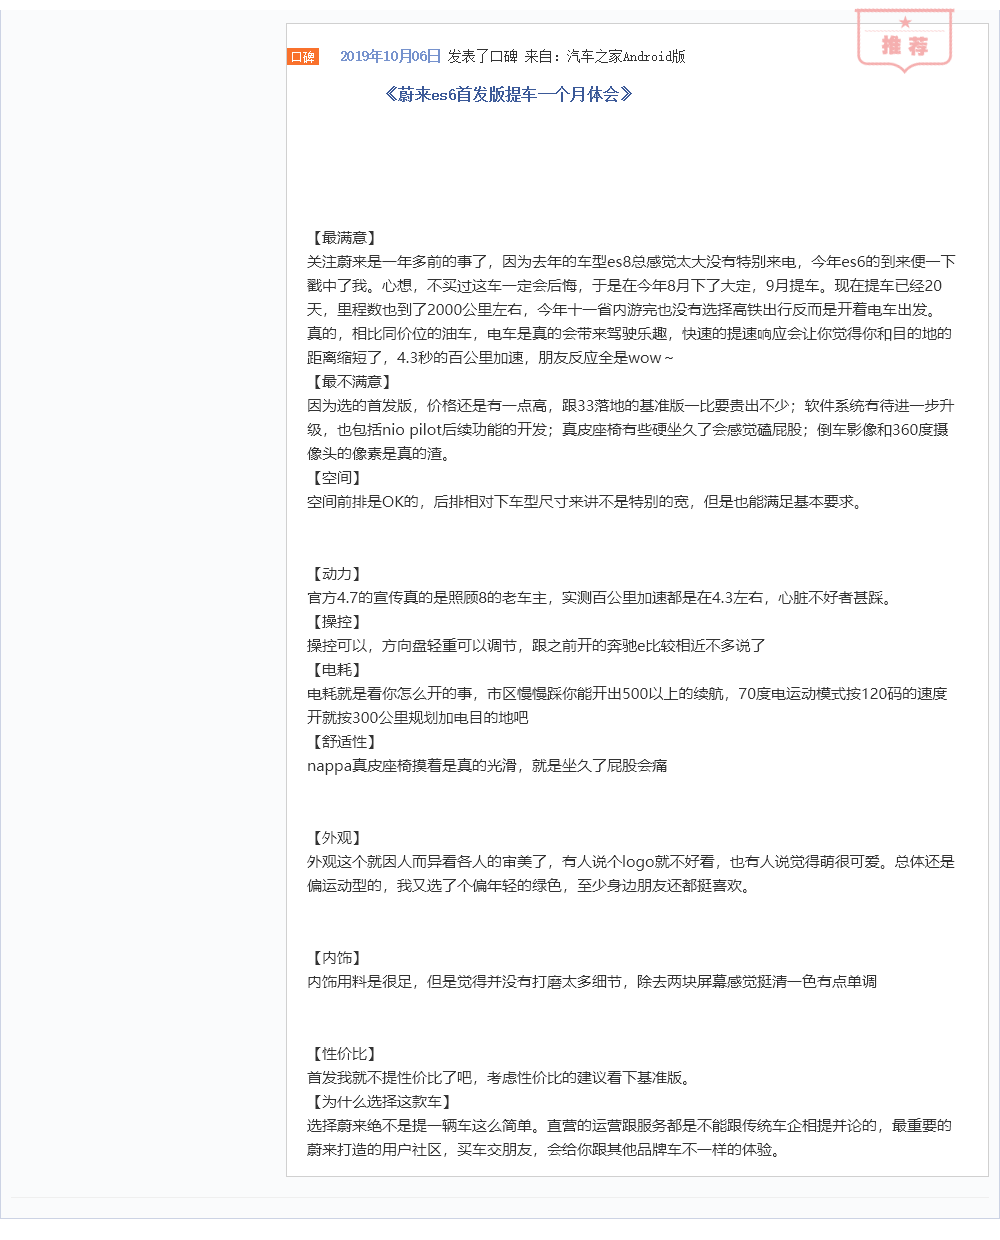 推荐
口碑 2019年10月06日 发表了口碑 来自：汽车之家Android版
《蔚来es6首发版提车一个月体会》
【最满意】
关注蔚来是一年多前的事了，因为去年的车型es8总感觉太大没有特别来电，今年es6的到来便一下
戳中了我。心想，不买过这车一定会后悔，于是在今年8月下了大定，9月提车。现在提车已经20
天，里程数也到了2000公里左右，今年十一省内游完也没有选择高铁出行反而是开着电车出发。
真的，相比同价位的油车，电车是真的会带来驾驶乐趣，快速的提速响应会让你觉得你和目的地的
距离缩短了，4.3秒的百公里加速，朋友反应全是wow～
【最不满意】
因为选的首发版，价格还是有一点高，跟33落地的基准版一比要贵出不少；软件系统有待进一步升
级，也包括nio pilot后续功能的开发；真皮座椅有些硬坐久了会感觉磕屁股；倒车影像和360度摄
像头的像素是真的渣。
【空间】
空间前排是OK的，后排相对下车型尺寸来讲不是特别的宽，但是也能满足基本要求。
【动力】
官方4.7的宣传真的是照顾8的老车主，实测百公里加速都是在4.3左右，心脏不好者甚踩。
【操控】
操控可以，方向盘轻重可以调节，跟之前开的奔驰e比较相近不多说了
【电耗】
电耗就是看你怎么开的事，市区慢慢踩你能开出500以上的续航，70度电运动模式按120码的速度
开就按300公里规划加电目的地吧
【舒适性】
nappa真皮座椅摸着是真的光滑，就是坐久了屁股会痛
【外观】
外观这个就因人而异看各人的审美了，有人说个logo就不好看，也有人说觉得萌很可爱。总体还是
偏运动型的，我又选了个偏年轻的绿色，至少身边朋友还都挺喜欢。
【内饰】
内饰用料是很足，但是觉得并没有打磨太多细节，除去两块屏幕感觉挺清一色有点单调
【性价比】
首发我就不提性价比了吧，考虑性价比的建议看下基准版。
【为什么选择这款车】
选择蔚来绝不是提一辆车这么简单。直营的运营跟服务都是不能跟传统车企相提并论的，最重要的
蔚来打造的用户社区，买车交朋友，会给你跟其他品牌车不一样的体验。